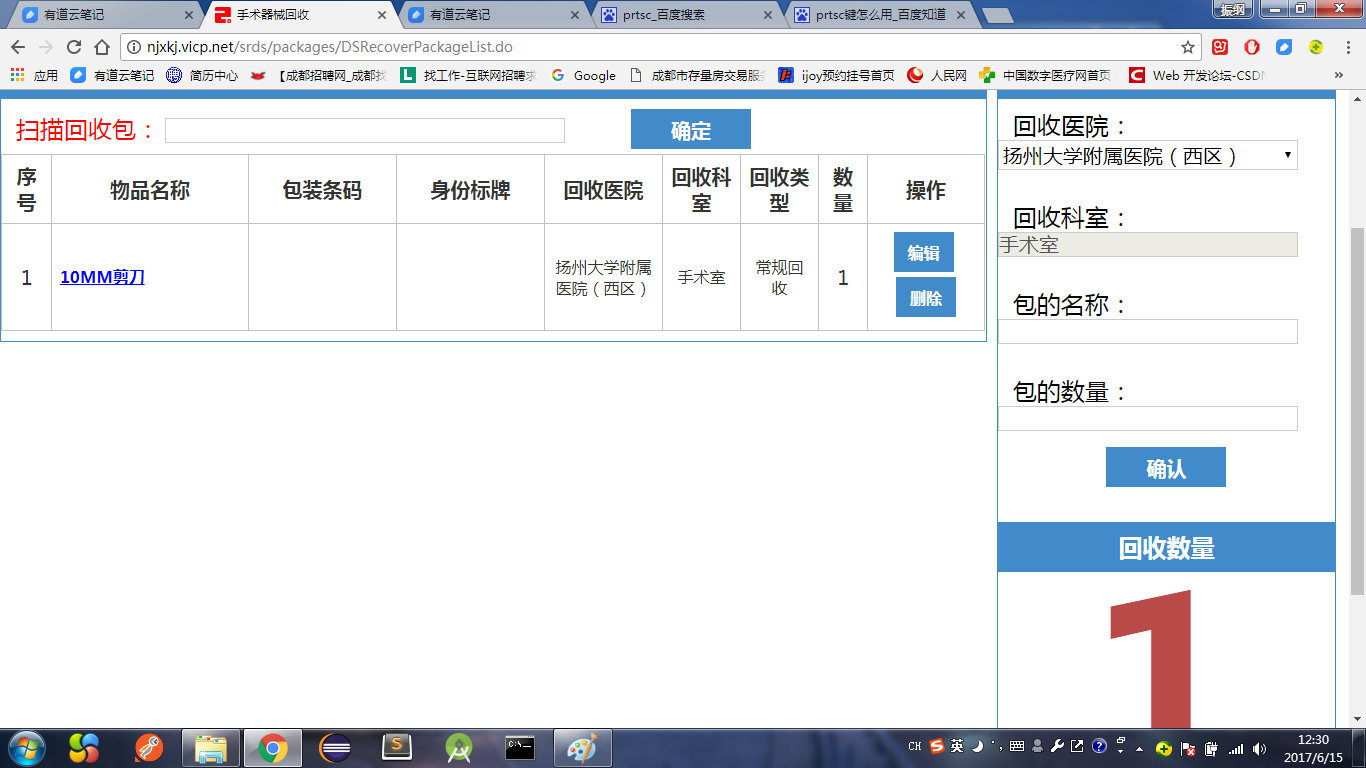 有道云笔记
手术器械回收
有道云笔记
prtsc_百度搜索
prtsc键怎么用_百度知道
振纲
njxkj.vicp.net/srds/packages/DSRecoverPackageList.do
应用
有道云笔记
简历中心
【成都招聘网_成都找
找工作-互联网招聘求
Google
成都市存量房交易服
ijoy预约挂号首页
人民网
中国数字医疗网首页
Web 开发论坛-CSDN
扫描回收包：
确定
序号
物品名称
包装条码
身份标牌
回收医院
回收科室
回收类型
数量
操作
1
10MM剪刀
扬州大学附属
医院（西区）
手术室
常规回收
1
编辑
删除
回收医院：
扬州大学附属医院（西区）
回收科室：
手术室
包的名称：
包的数量：
确认
回收数量
1
CH
英
12:30
2017/6/15